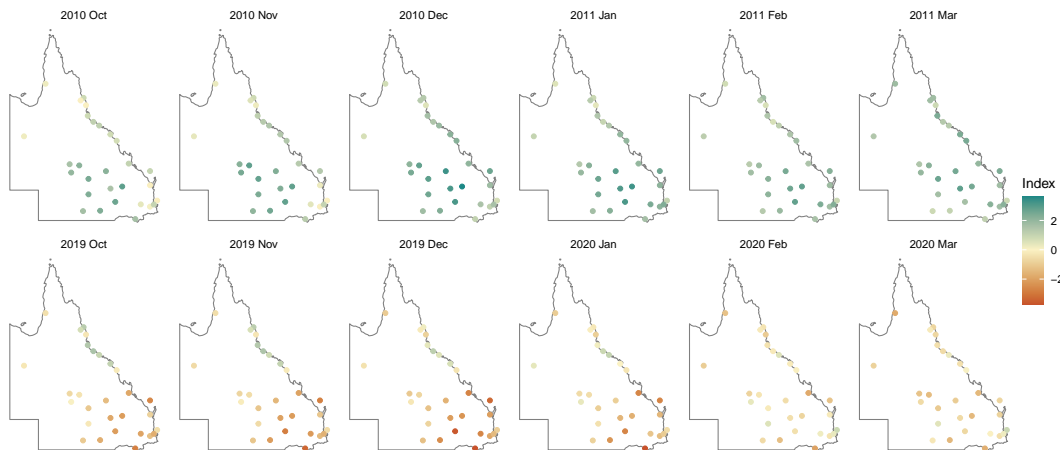 2010 Oct
2010 Nov
2010 Dec
2011 Jan
2011 Feb
2011 Mar
Index
2
0
−2
2019 Oct
2019 Nov
2019 Dec
2020 Jan
2020 Feb
2020 Mar